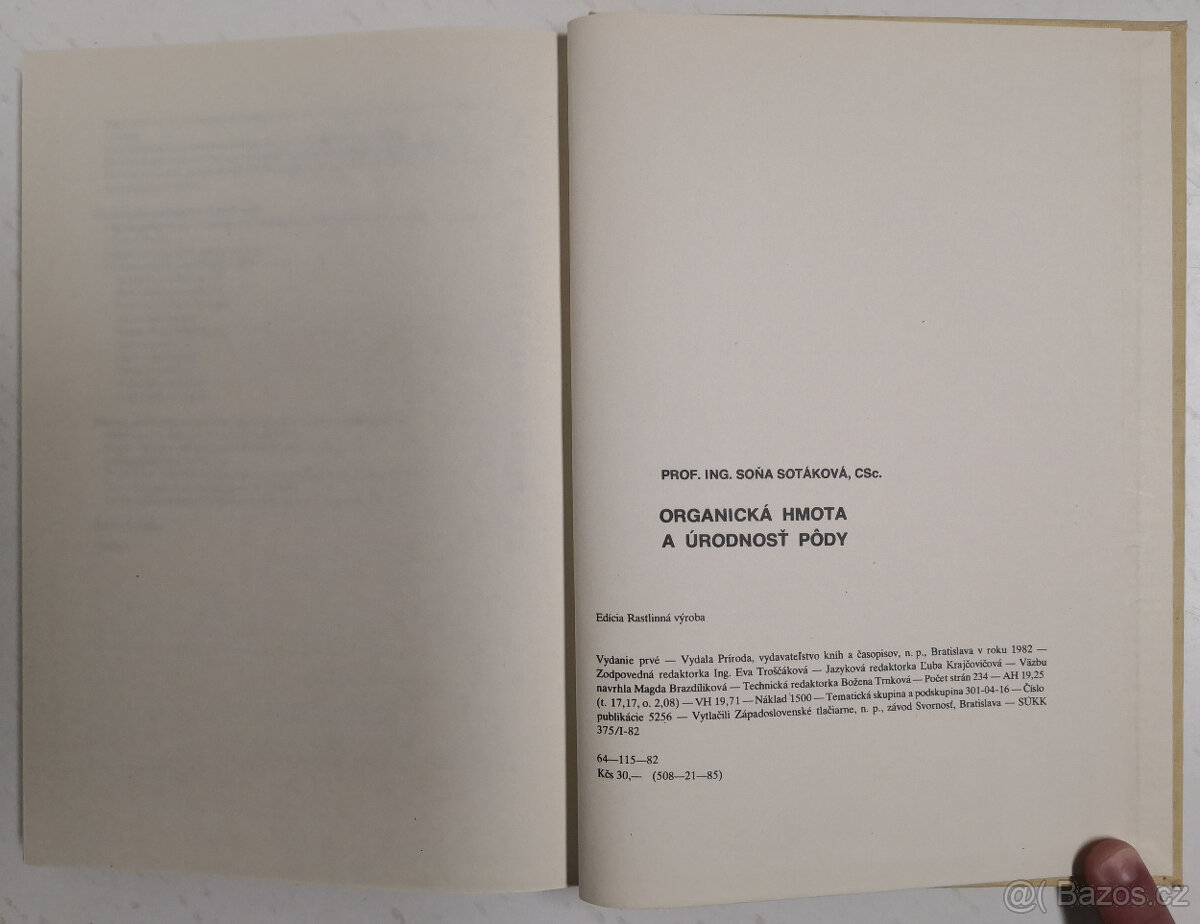 PROF. ING. SOŇA SOTÁKOVÁ, CSc.
ORGANICKÁ HMOTA
A ÚRODNOSŤ PÔDY
Edícia Rastlinná výroba
Vydanie prvé — Vydala Príroda, vydavateľstvo kníh a časopisov, n. p., Bratislava v roku 1982 —
Zodpovedná redaktorka Ing. Eva Troščáková — Jazyková redaktorka Ľuba Krajčovičová — Väzbu
navrhla Magda Brazdíliková — Technická redaktorka Božena Trnková — Počet strán 234 — AH 19,25
(t. 17,17, o. 2,08) — VH 19,71 — Náklad 1500 — Tematická skupina a podskupina 301-04-16 — Číslo
publikácie 5256 — Vytlačili Západoslovenské tlačiarne, n. p., závod Svornosť, Bratislava — SÚKK
375/I-82
64—115—82
Kčs 30,— (508—21—85)
@( Bazos.cz